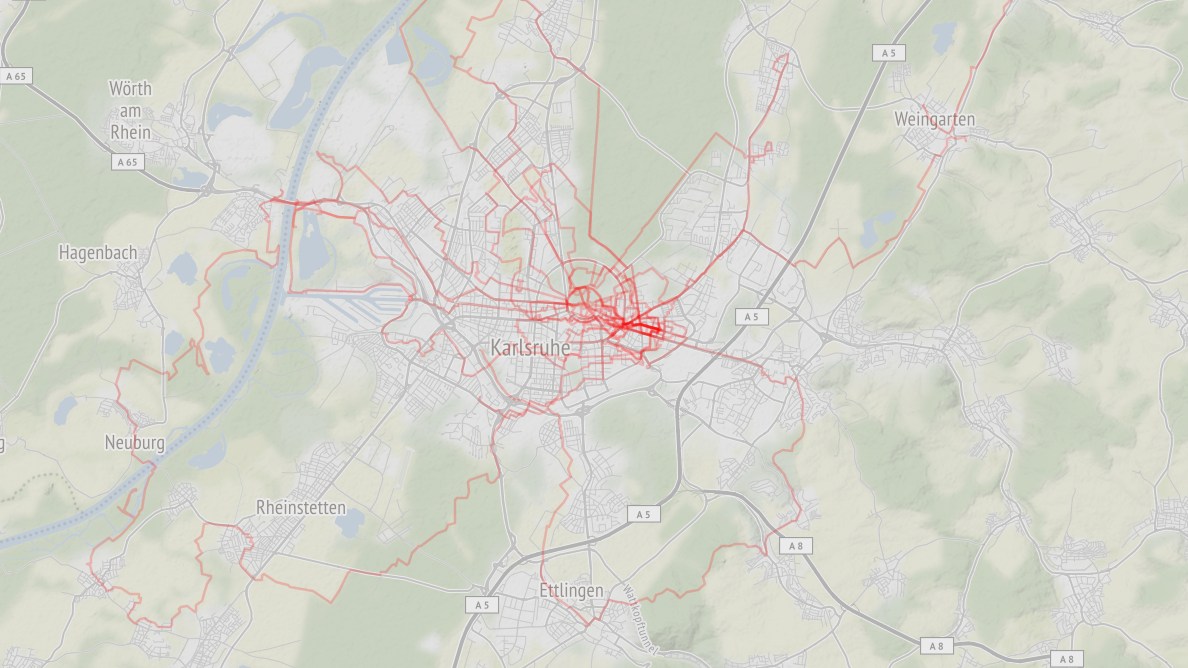 A 5
A 65
Wörth
am
Rhein
Weingarten
A 65
Hagenbach
A 5
Karlsruhe
Neuburg
Rheinstetten
A 5
A 8
Ettlingen
Wattkopftunnel
A 5
A 8
A 8